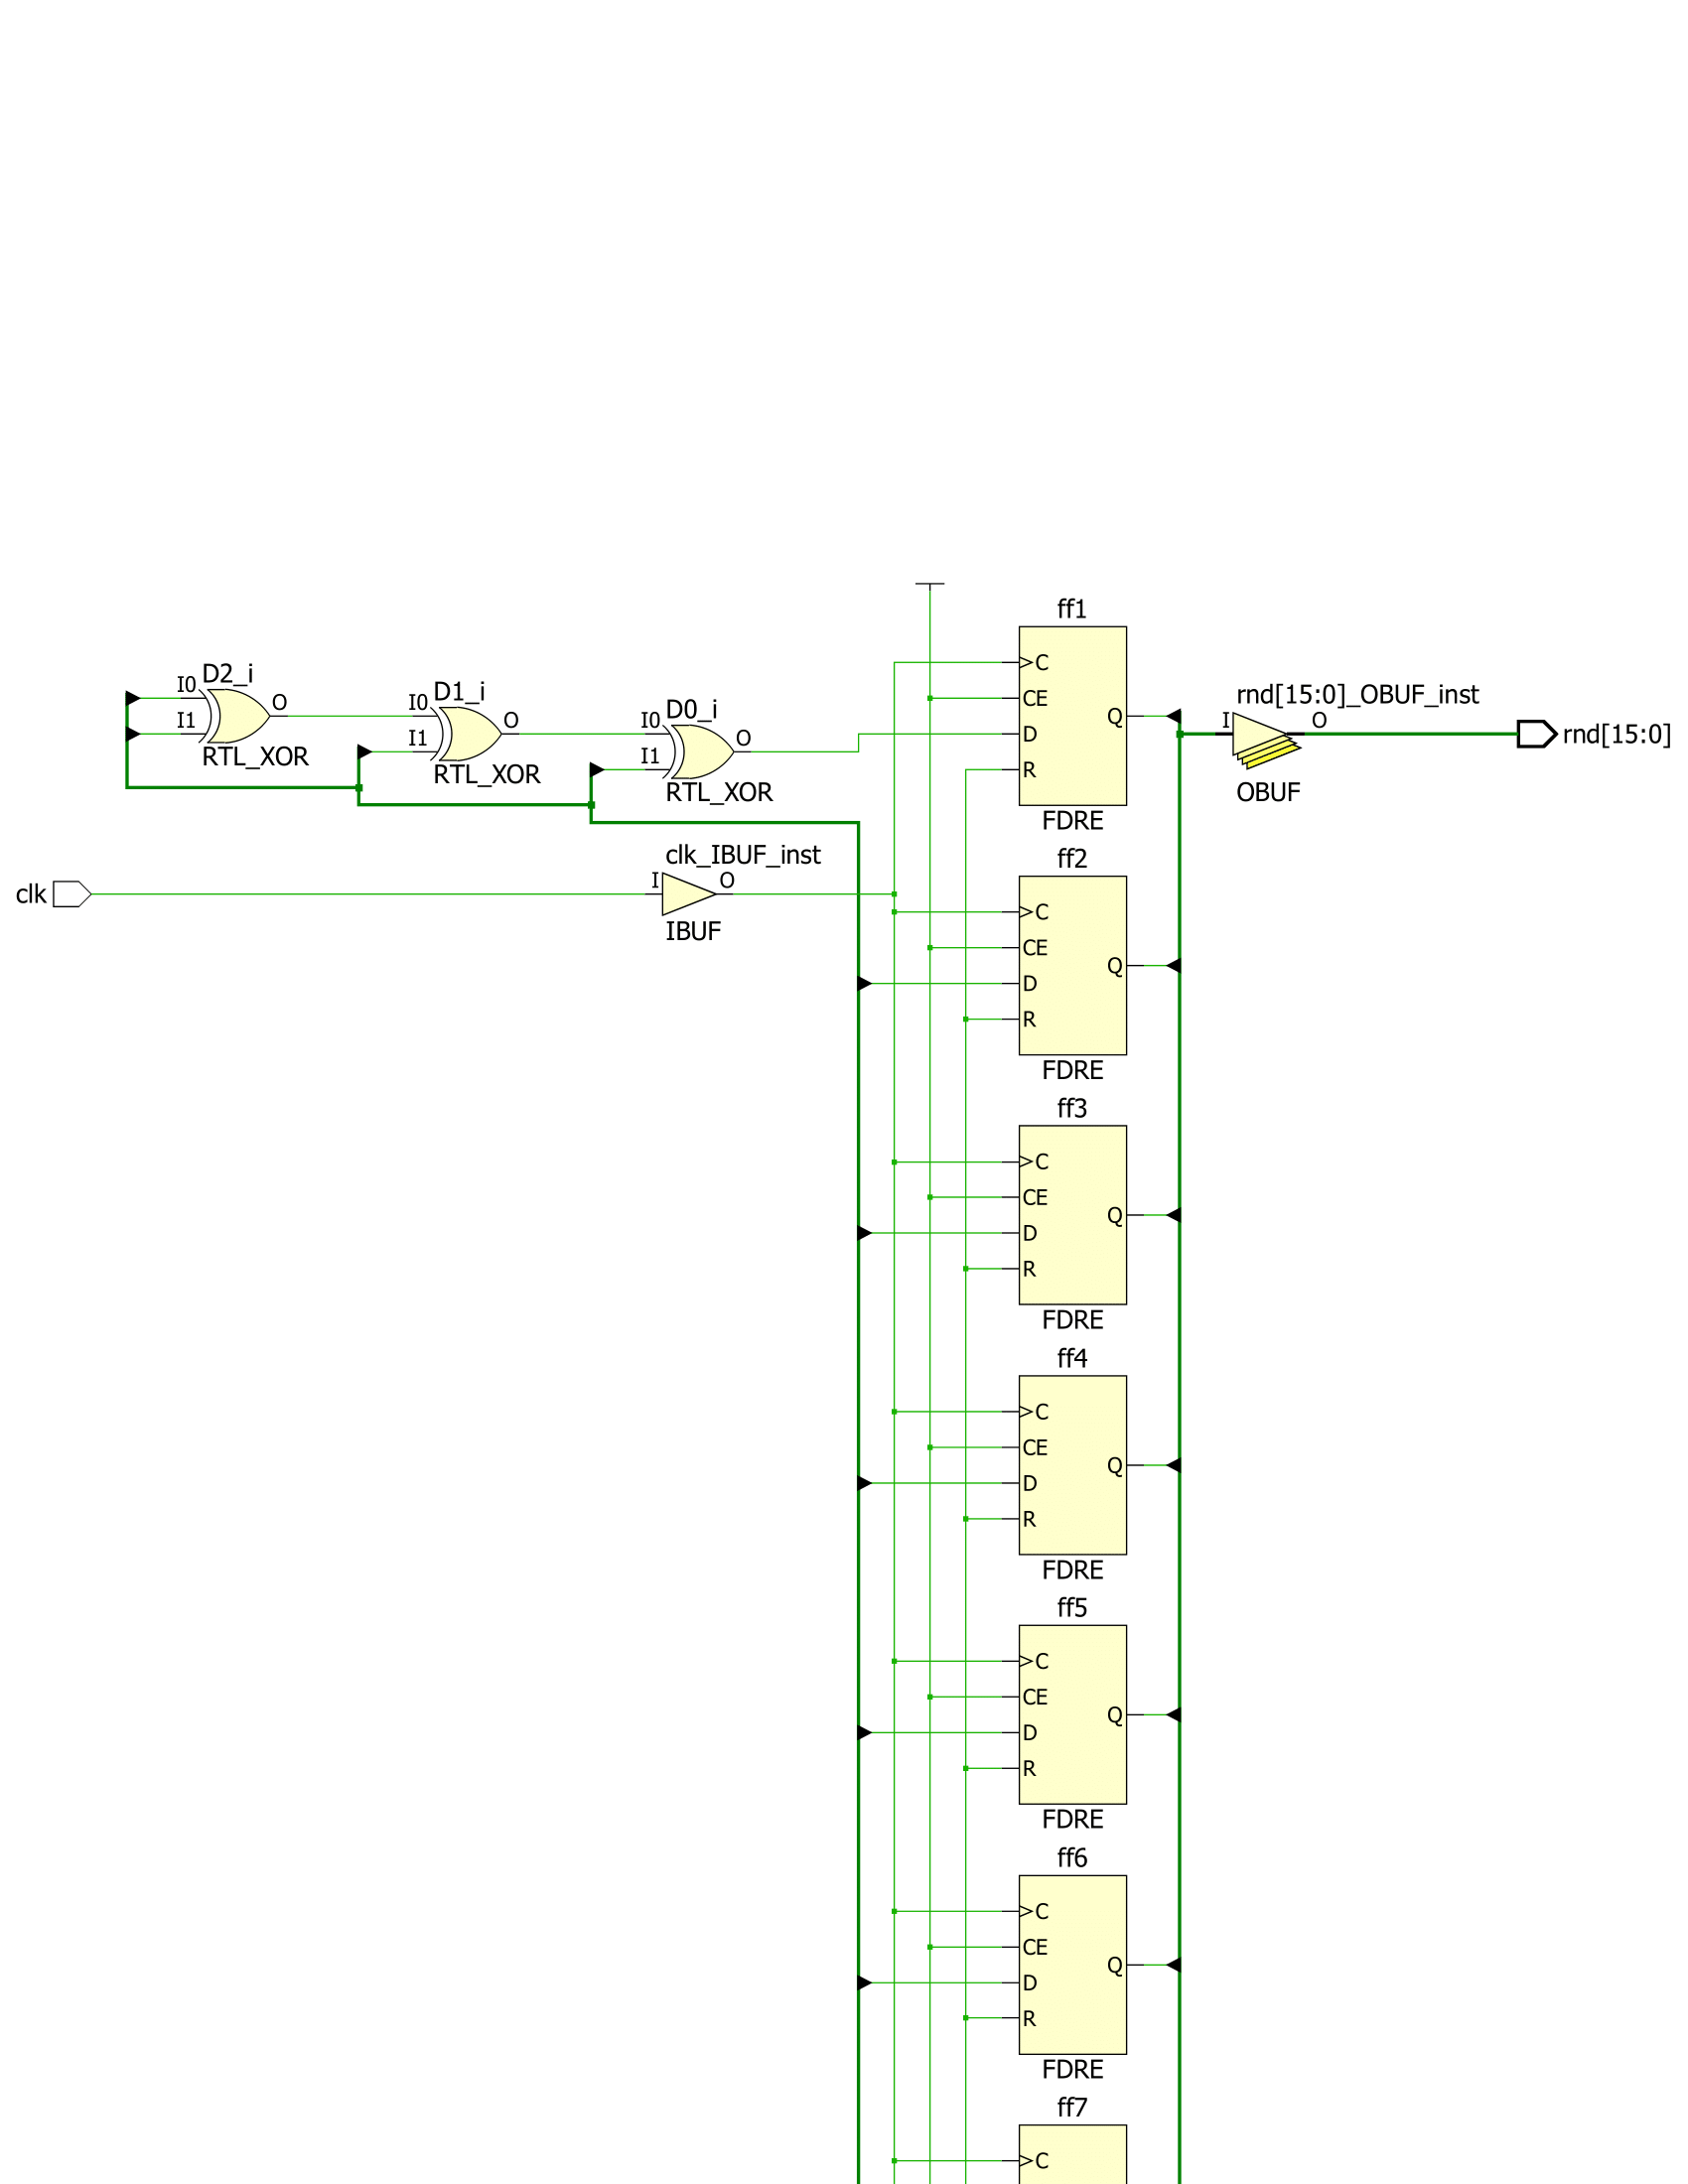 ff1
C
CE
D
R
Q
FDRE
D2_i
I0
I1
O
RTL_XOR
D1_i
I0
I1
O
RTL_XOR
D0_i
I0
I1
O
RTL_XOR
rnd[15:0]_OBUF_inst
I
O
OBUF
rnd[15:0]
clk
clk_IBUF_inst
I
O
IBUF
ff2
C
CE
D
R
Q
FDRE
ff3
C
CE
D
R
Q
FDRE
ff4
C
CE
D
R
Q
FDRE
ff5
C
CE
D
R
Q
FDRE
ff6
C
CE
D
R
Q
FDRE
ff7
C